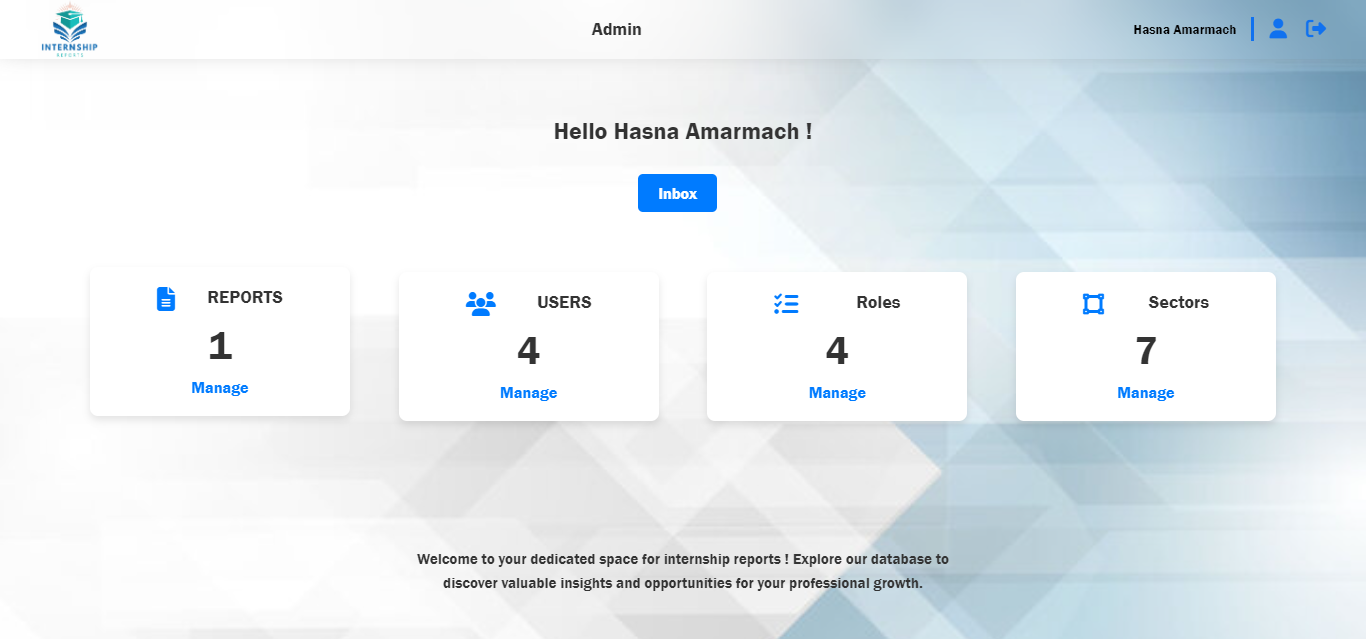 INTERNSHIP
REPORTS
Admin
Hasna Amarmach
Hello Hasna Amarmach !
Inbox
REPORTS
1
Manage
USERS
4
Manage
Roles
4
Manage
Sectors
7
Manage
Welcome to your dedicated space for internship reports ! Explore our database to
discover valuable insights and opportunities for your professional growth.